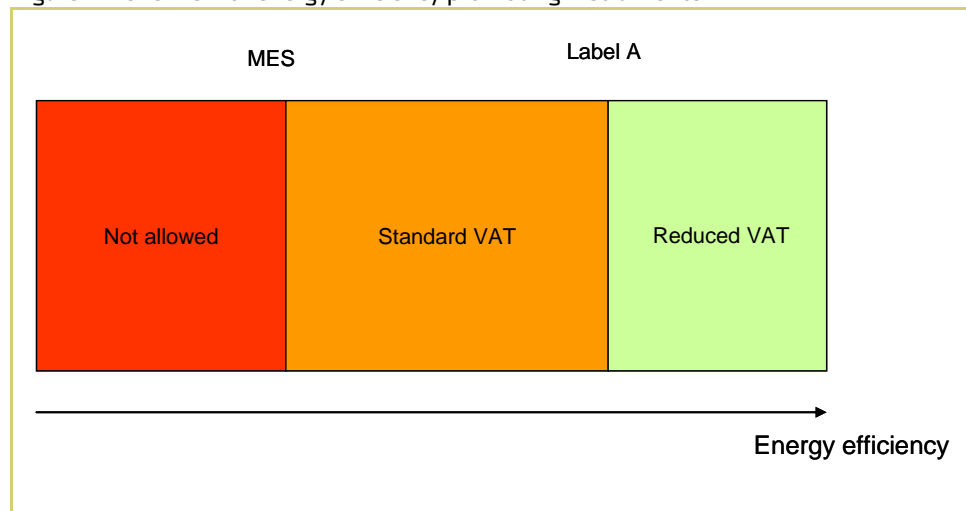 MES
Label A
Not allowed
Standard VAT
Reduced VAT
Energy efficiency